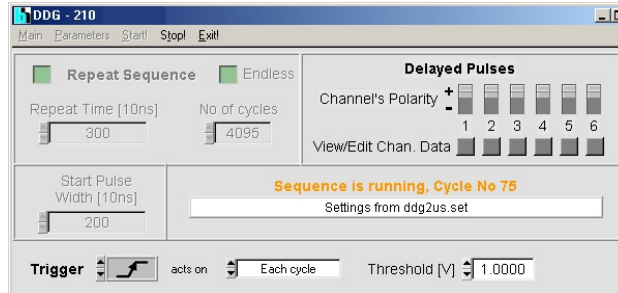 DDG - 210
Main Parameters Start! Stop! Exit!
Repeat Sequence Endless
Repeat Time [10ns] No of cycles
300 4095
Delayed Pulses
Channel's Polarity + -
1 2 3 4 5 6
View/Edit Chan. Data
Start Pulse
Width [10ns]
200
Sequence is running, Cycle No 75
Settings from ddg2us.set
Trigger acts on Each cycle Threshold [V] 1.0000